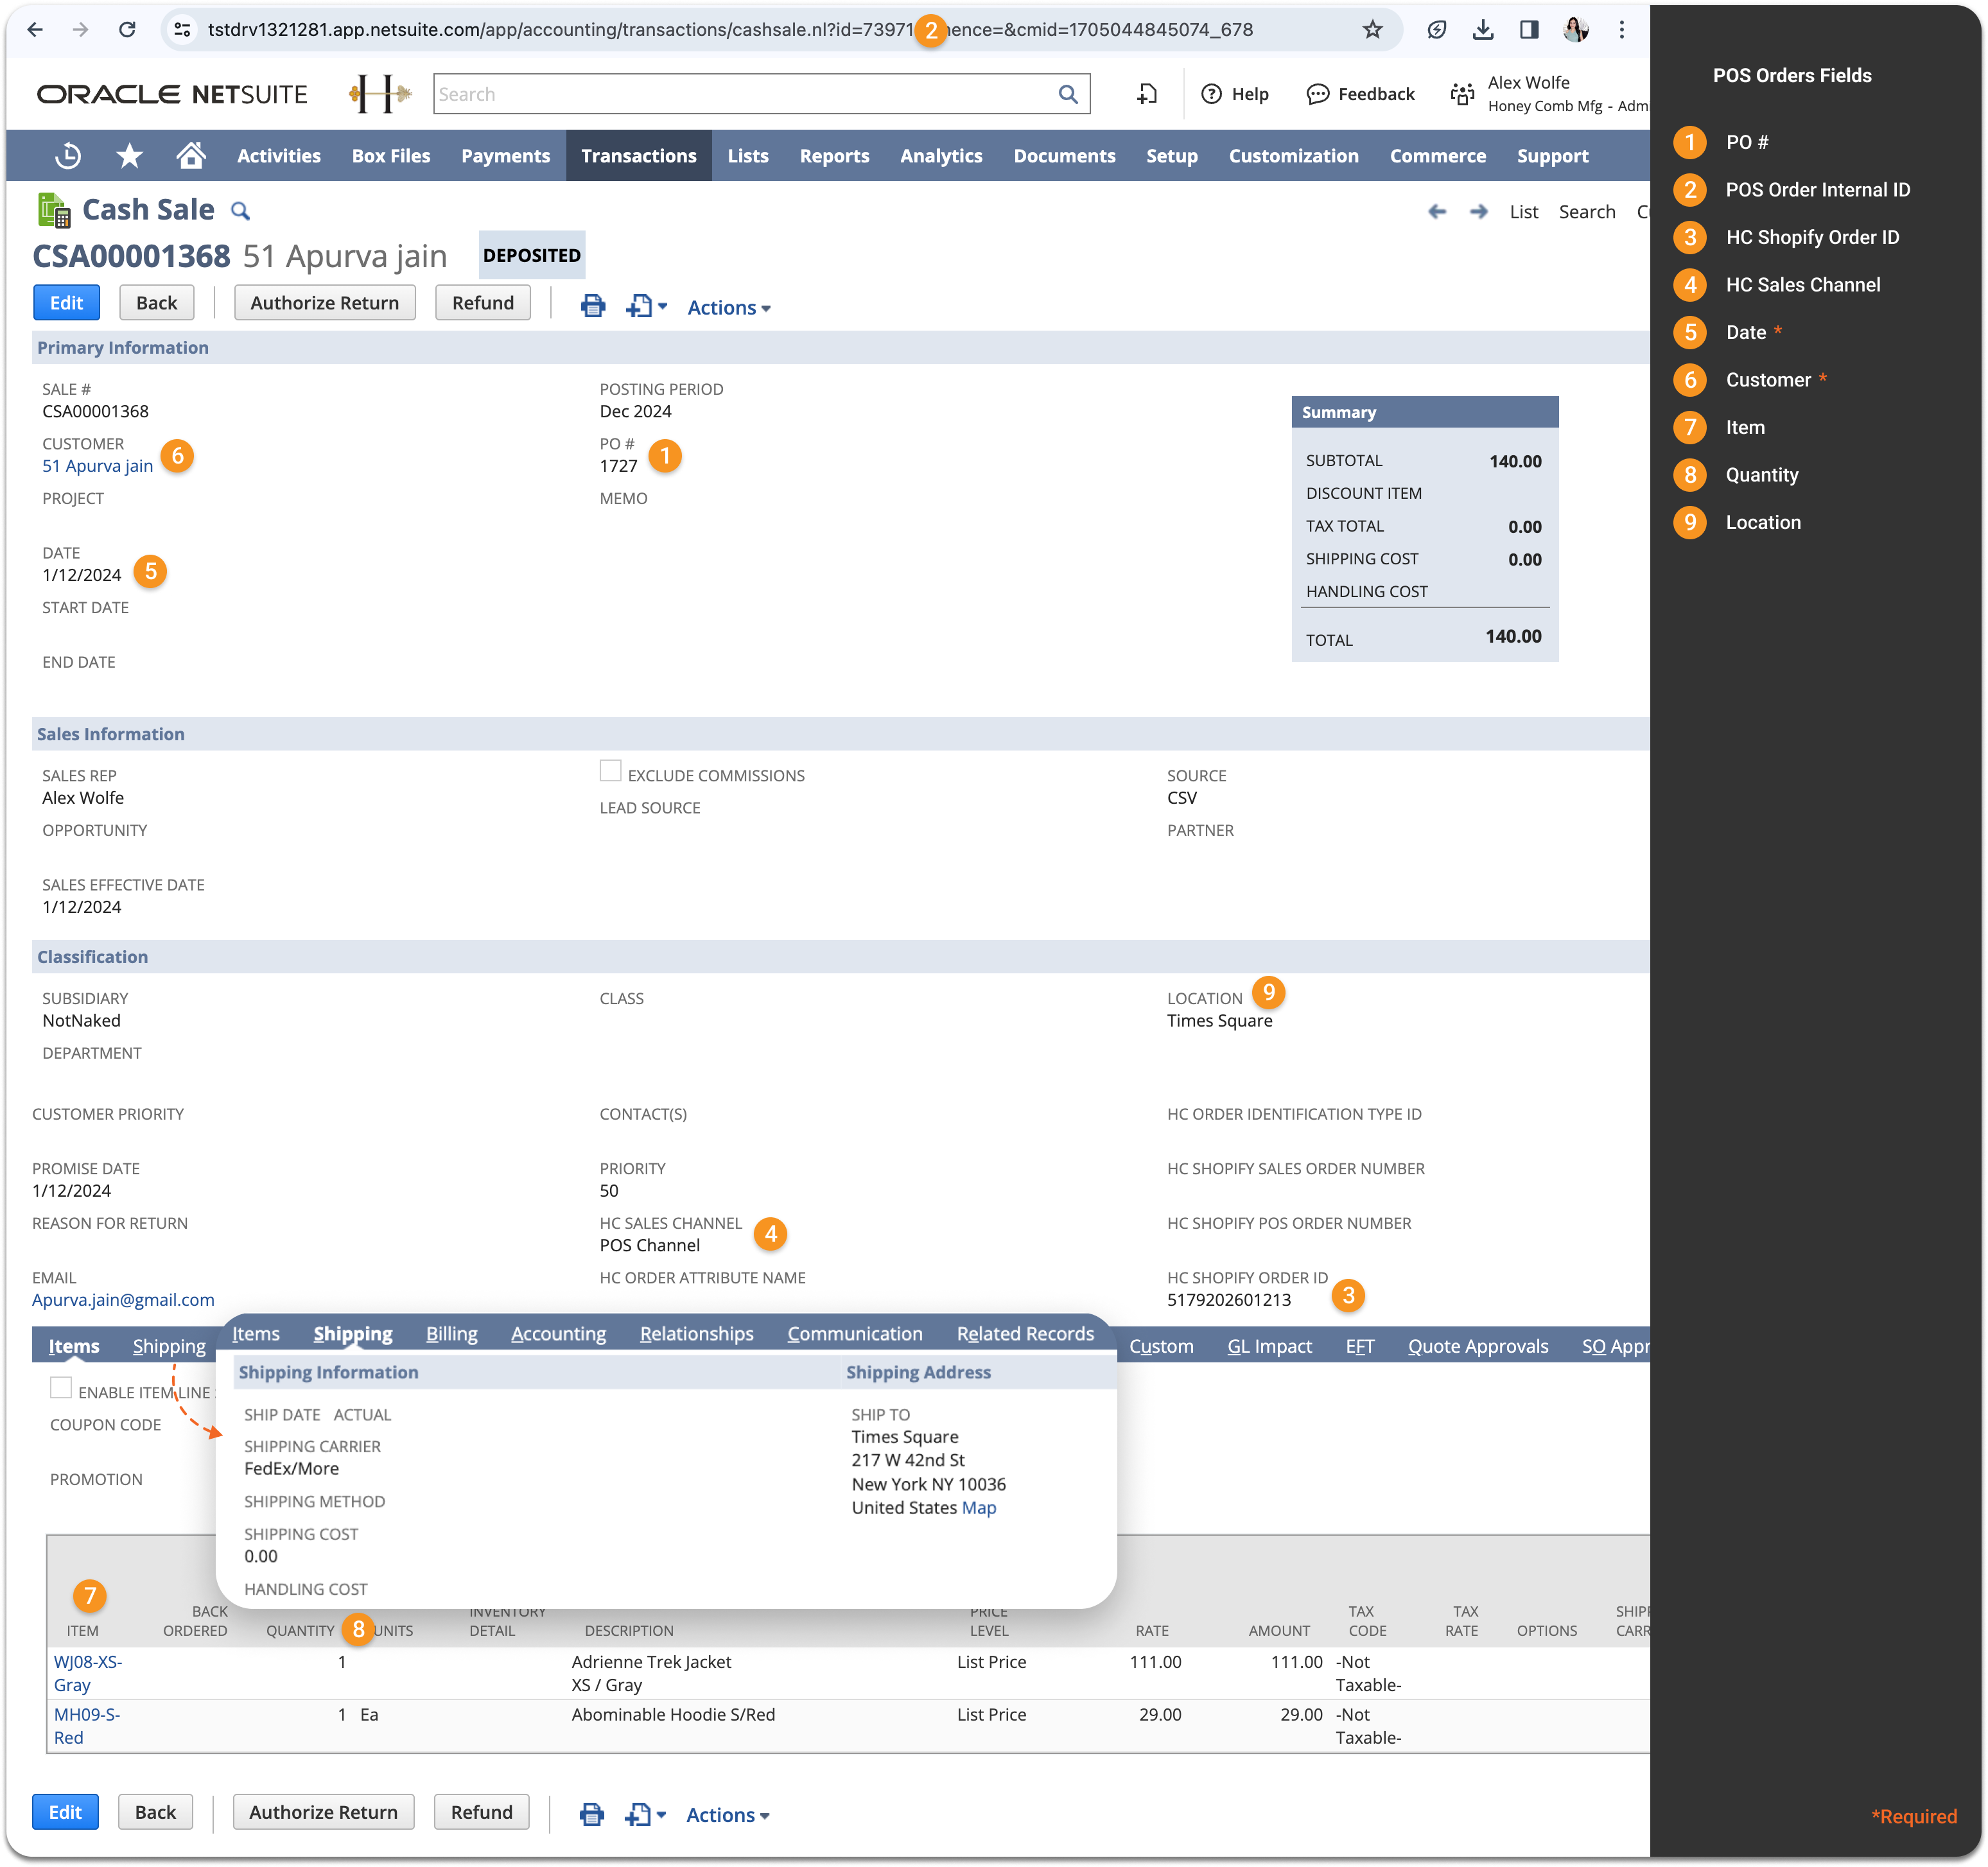 tstdrv1321281.app.netsuite.com/app/accounting/transactions/cashsale.nl?id=73971 2 ence=&cmid=1705044845074_678
ORACLE NETSUITE
H
Search
Help
Feedback
Alex Wolfe
Honey Comb Mfg - Adm
Activities Box Files Payments Transactions Lists Reports Analytics Documents Setup Customization Commerce Support
Cash Sale
List Search
CSA00001368 51 Apurva jain DEPOSITED
Edit Back Authorize Return Refund Actions
Primary Information
SALE #
CSA00001368
CUSTOMER
51 Apurva jain 6
PROJECT
DATE
1/12/2024 5
START DATE
END DATE
POSTING PERIOD
Dec 2024
PO #
1727 1
MEMO
Summary
SUBTOTAL 140.00
DISCOUNT ITEM
TAX TOTAL 0.00
SHIPPING COST 0.00
HANDLING COST
TOTAL 140.00
Sales Information
SALES REP
Alex Wolfe
OPPORTUNITY
SALES EFFECTIVE DATE
1/12/2024
EXCLUDE COMMISSIONS
LEAD SOURCE
SOURCE
CSV
PARTNER
Classification
SUBSIDIARY
NotNaked
DEPARTMENT
CLASS
LOCATION 9
Times Square
CUSTOMER PRIORITY
PROMISE DATE
1/12/2024
REASON FOR RETURN
EMAIL
Apurva.jain@gmail.com
CONTACT(S)
PRIORITY
50
HC SALES CHANNEL
POS Channel 4
HC ORDER ATTRIBUTE NAME
HC ORDER IDENTIFICATION TYPE ID
HC SHOPIFY SALES ORDER NUMBER
HC SHOPIFY POS ORDER NUMBER
HC SHOPIFY ORDER ID
5179202601213 3
Items Shipping
Custom GL Impact EFT Quote Approvals SO Appr
ENABLE ITEM LINE
COUPON CODE
PROMOTION
Items Shipping Billing Accounting Relationships Communication Related Records
Shipping Information
SHIP DATE ACTUAL
SHIPPING CARRIER
FedEx/More
SHIPPING METHOD
SHIPPING COST
0.00
HANDLING COST
Shipping Address
SHIP TO
Times Square
217 W 42nd St
New York NY 10036
United States Map
7
ITEM BACK ORDERED QUANTITY 8 UNITS INVENTORY DETAIL DESCRIPTION PRICE LEVEL RATE AMOUNT TAX CODE TAX RATE OPTIONS SHIP CARR
WJ08-XS- 1 Adrienne Trek Jacket List Price 111.00 111.00 -Not
Gray XS / Gray Taxable-
MH09-S- 1 Ea Abominable Hoodie S/Red List Price 29.00 29.00 -Not
Red Taxable-
Edit Back Authorize Return Refund Actions
POS Orders Fields
1 PO #
2 POS Order Internal ID
3 HC Shopify Order ID
4 HC Sales Channel
5 Date *
6 Customer *
7 Item
8 Quantity
9 Location
*Required